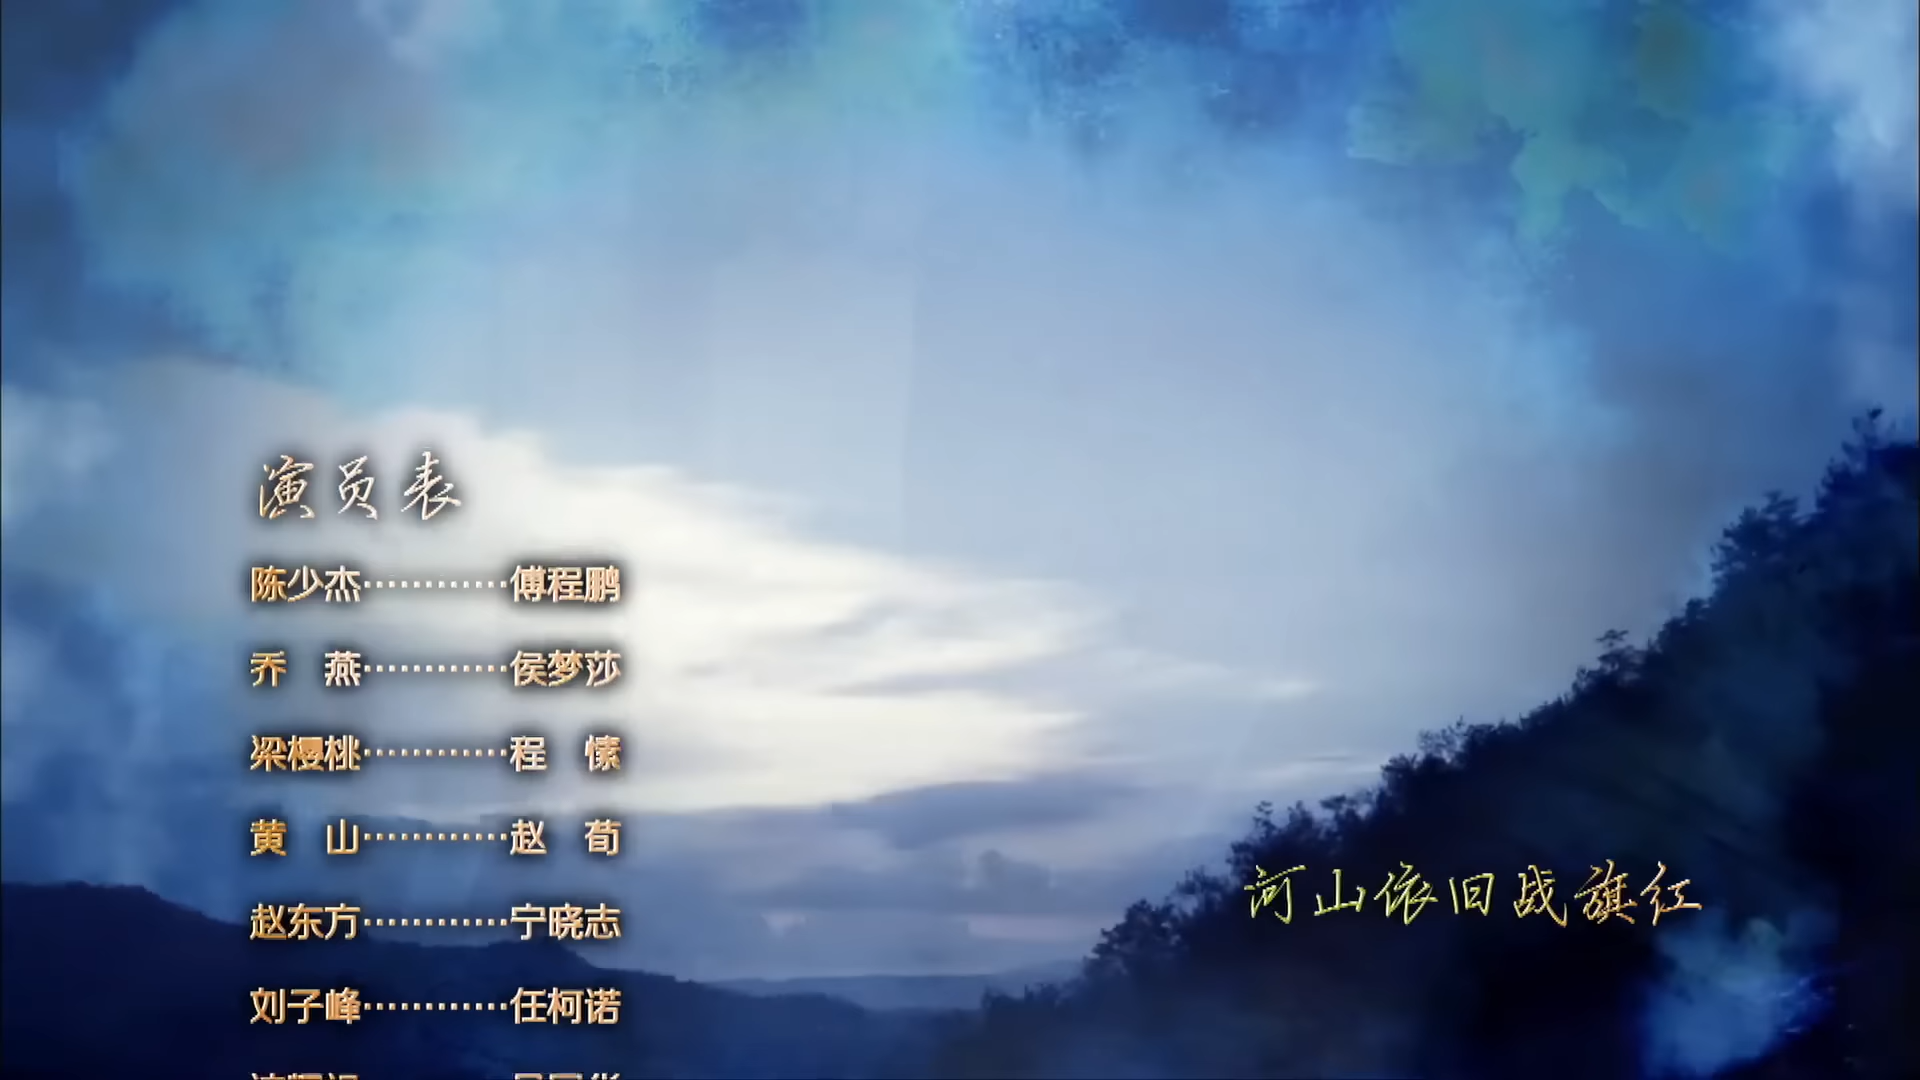 演员表
陈少杰············傅程鹏
乔　燕············侯梦莎
梁樱桃············程　愫
黄　山············赵　荀
赵东方············宁晓志
刘子峰············任柯诺
河山依旧战旗红